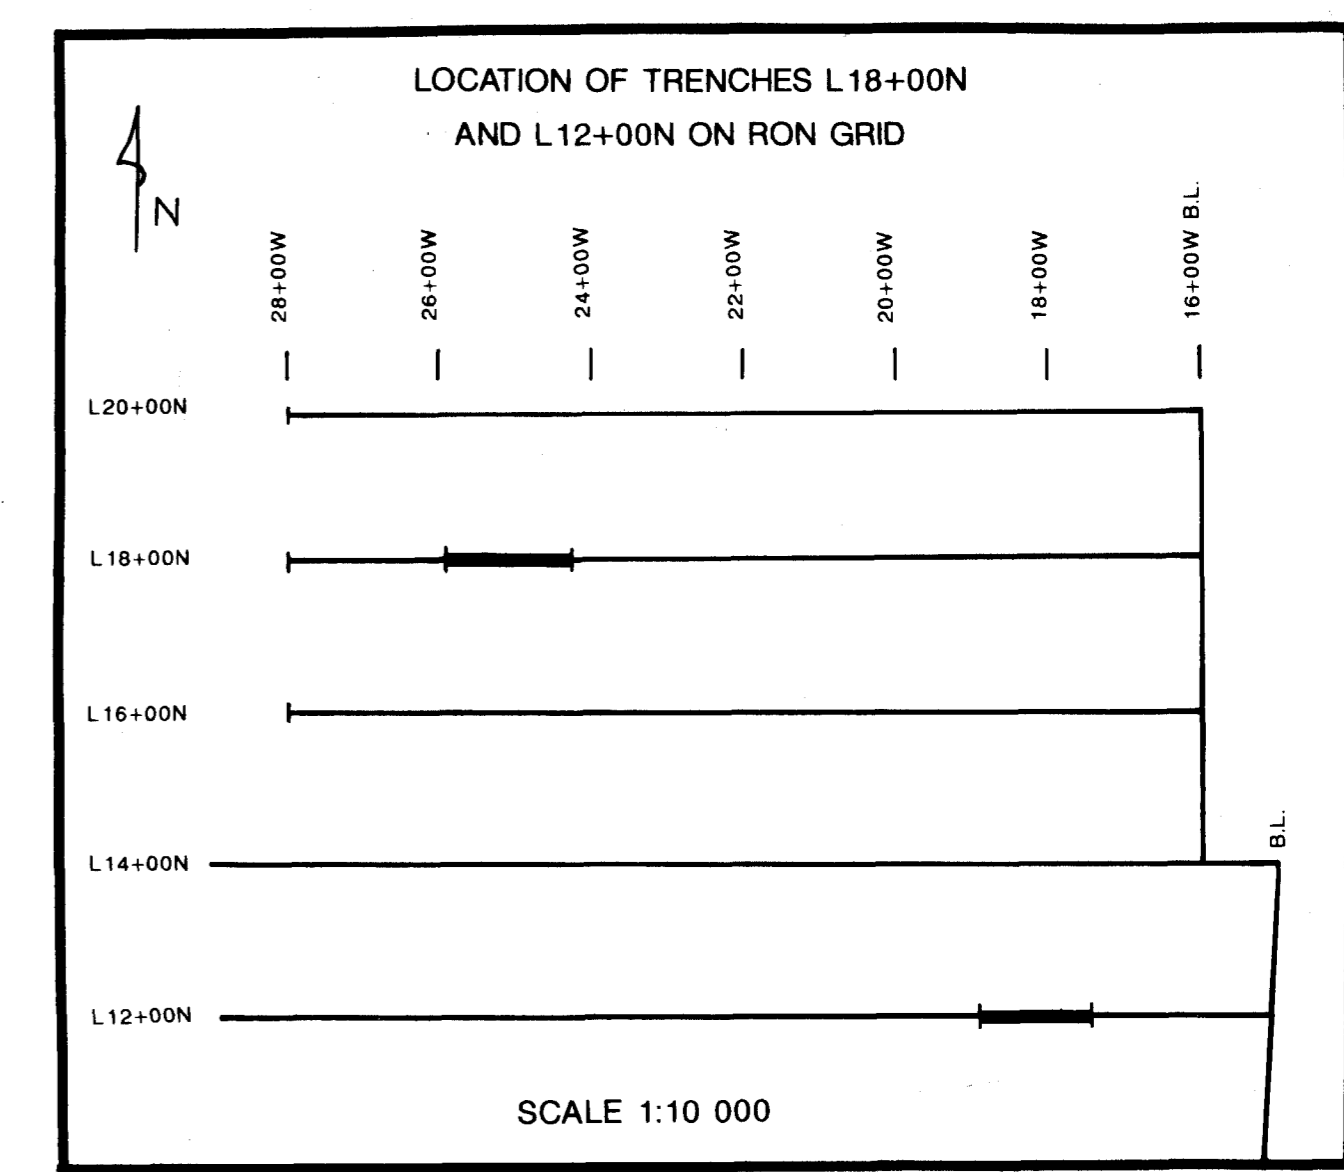 LOCATION OF TRENCHES L18+00N
AND L12+00N ON RON GRID
N
28+00W
26+00W
24+00W
22+00W
20+00W
18+00W
16+00W B.L.
L20+00N
L18+00N
L16+00N
L14+00N
B.L.
L12+00N
SCALE 1:10 000